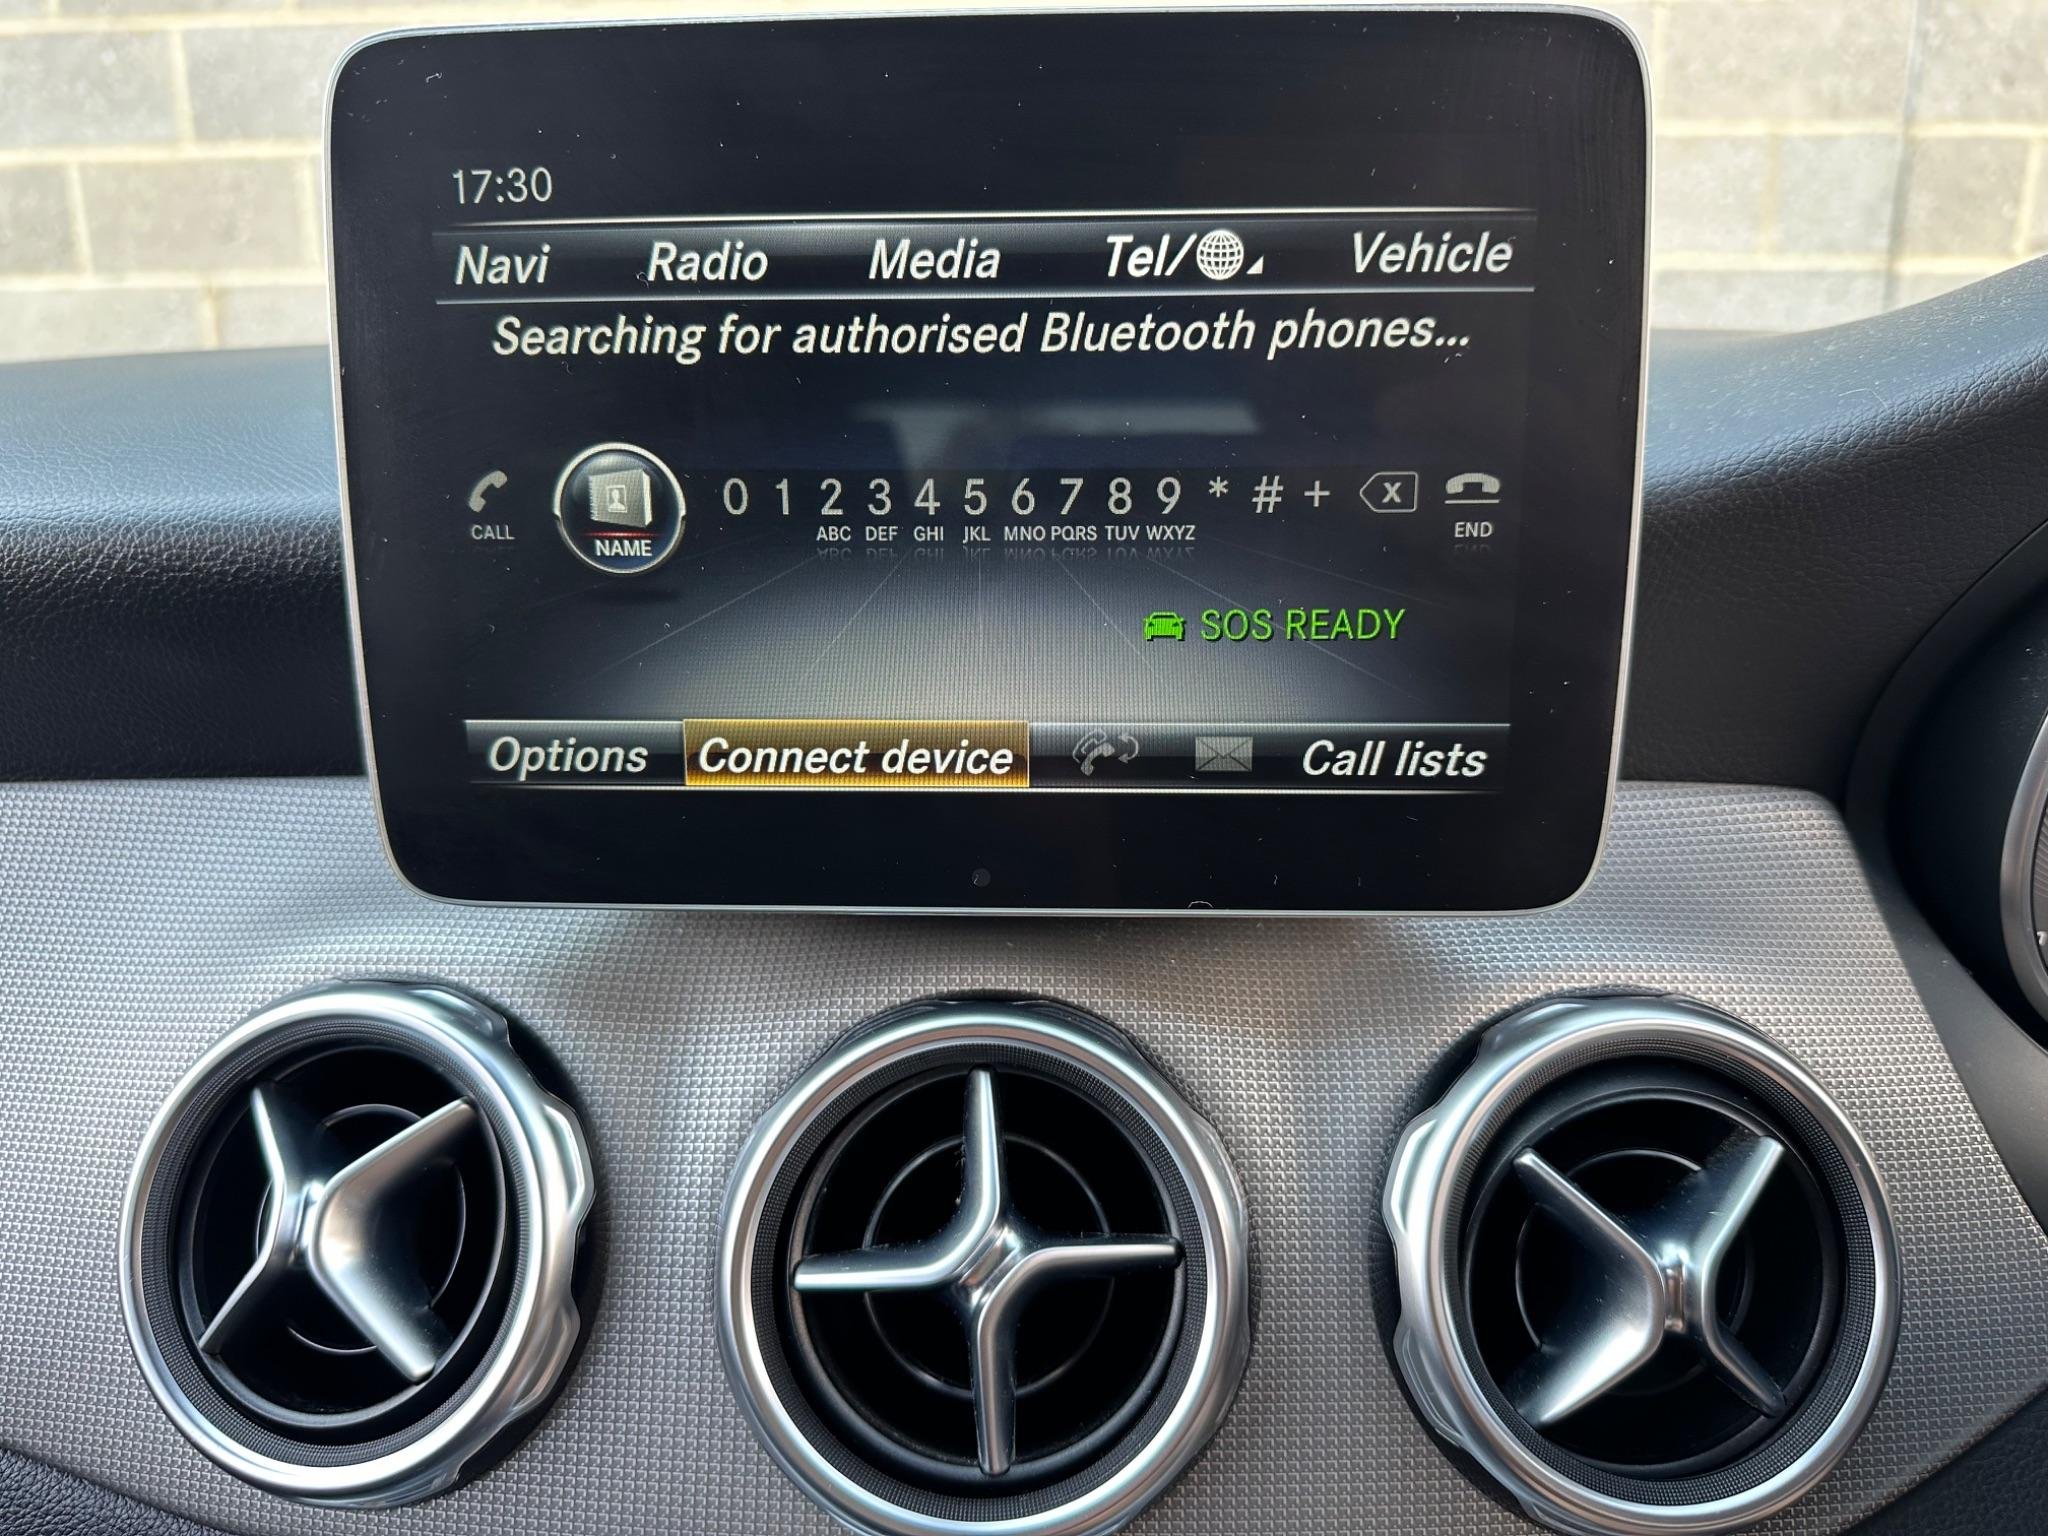 17:30
Navi Radio Media Tel/ Vehicle
Searching for authorised Bluetooth phones...
0 1 2 3 4 5 6 7 8 9 * # + X
CALL NAME ABC DEF GHI JKL MNO PQRS TUV WXYZ END
SOS READY
Options Connect device Call lists